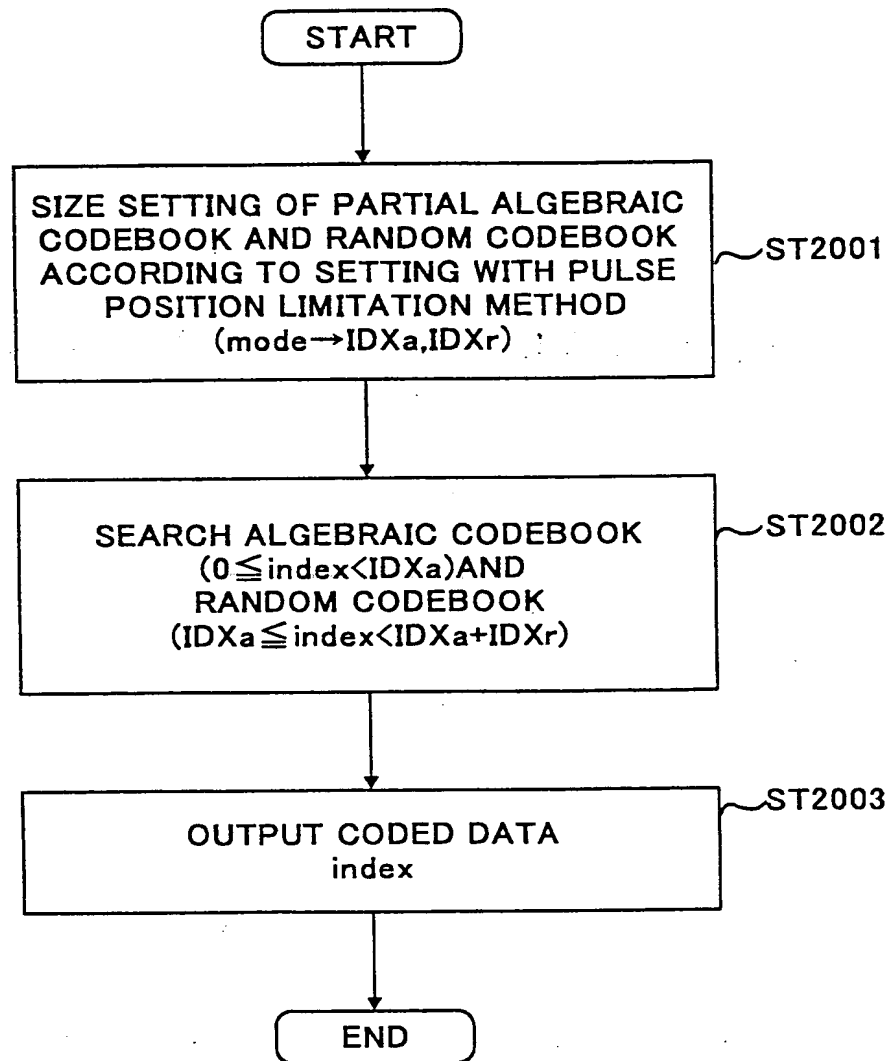 START
SIZE SETTING OF PARTIAL ALGEBRAIC
CODEBOOK AND RANDOM CODEBOOK
ACCORDING TO SETTING WITH PULSE
POSITION LIMITATION METHOD
(mode→IDXa,IDXr)
ST2001
SEARCH ALGEBRAIC CODEBOOK
(0≦index<IDXa)AND
RANDOM CODEBOOK
(IDXa≦index<IDXa+IDXr)
ST2002
OUTPUT CODED DATA
index
ST2003
END